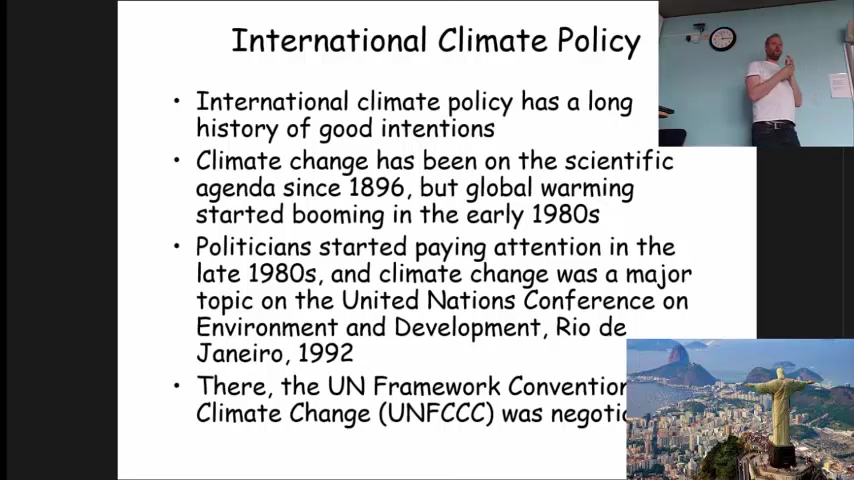 International Climate Policy
• International climate policy has a long
history of good intentions
• Climate change has been on the scientific
agenda since 1896, but global warming
started booming in the early 1980s
• Politicians started paying attention in the
late 1980s, and climate change was a major
topic on the United Nations Conference on
Environment and Development, Rio de
Janeiro, 1992
• There, the UN Framework Convention
Climate Change (UNFCCC) was